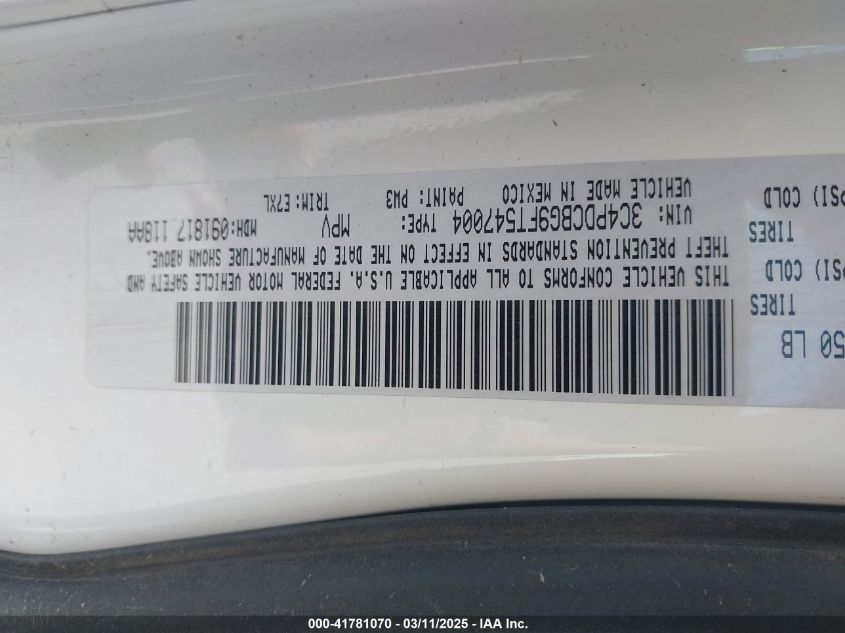 50 LB
TIRES
PSI) COLD
TIRES
PSI) COLD
THIS VEHICLE CONFORMS TO ALL APPLICABLE U.S.A. FEDERAL MOTOR VEHICLE SAFETY AND
THEFT PREVENTION STANDARDS IN EFFECT ON THE DATE OF MANUFACTURE SHOWN ABOVE.
VIN: 3C4PDCBG9FT547004 TYPE: MPV MDH:091817 118AA
VEHICLE MADE IN MEXICO PAINT: PW3 TRIM:E7XL
000-41781070 - 03/11/2025 - IAA Inc.